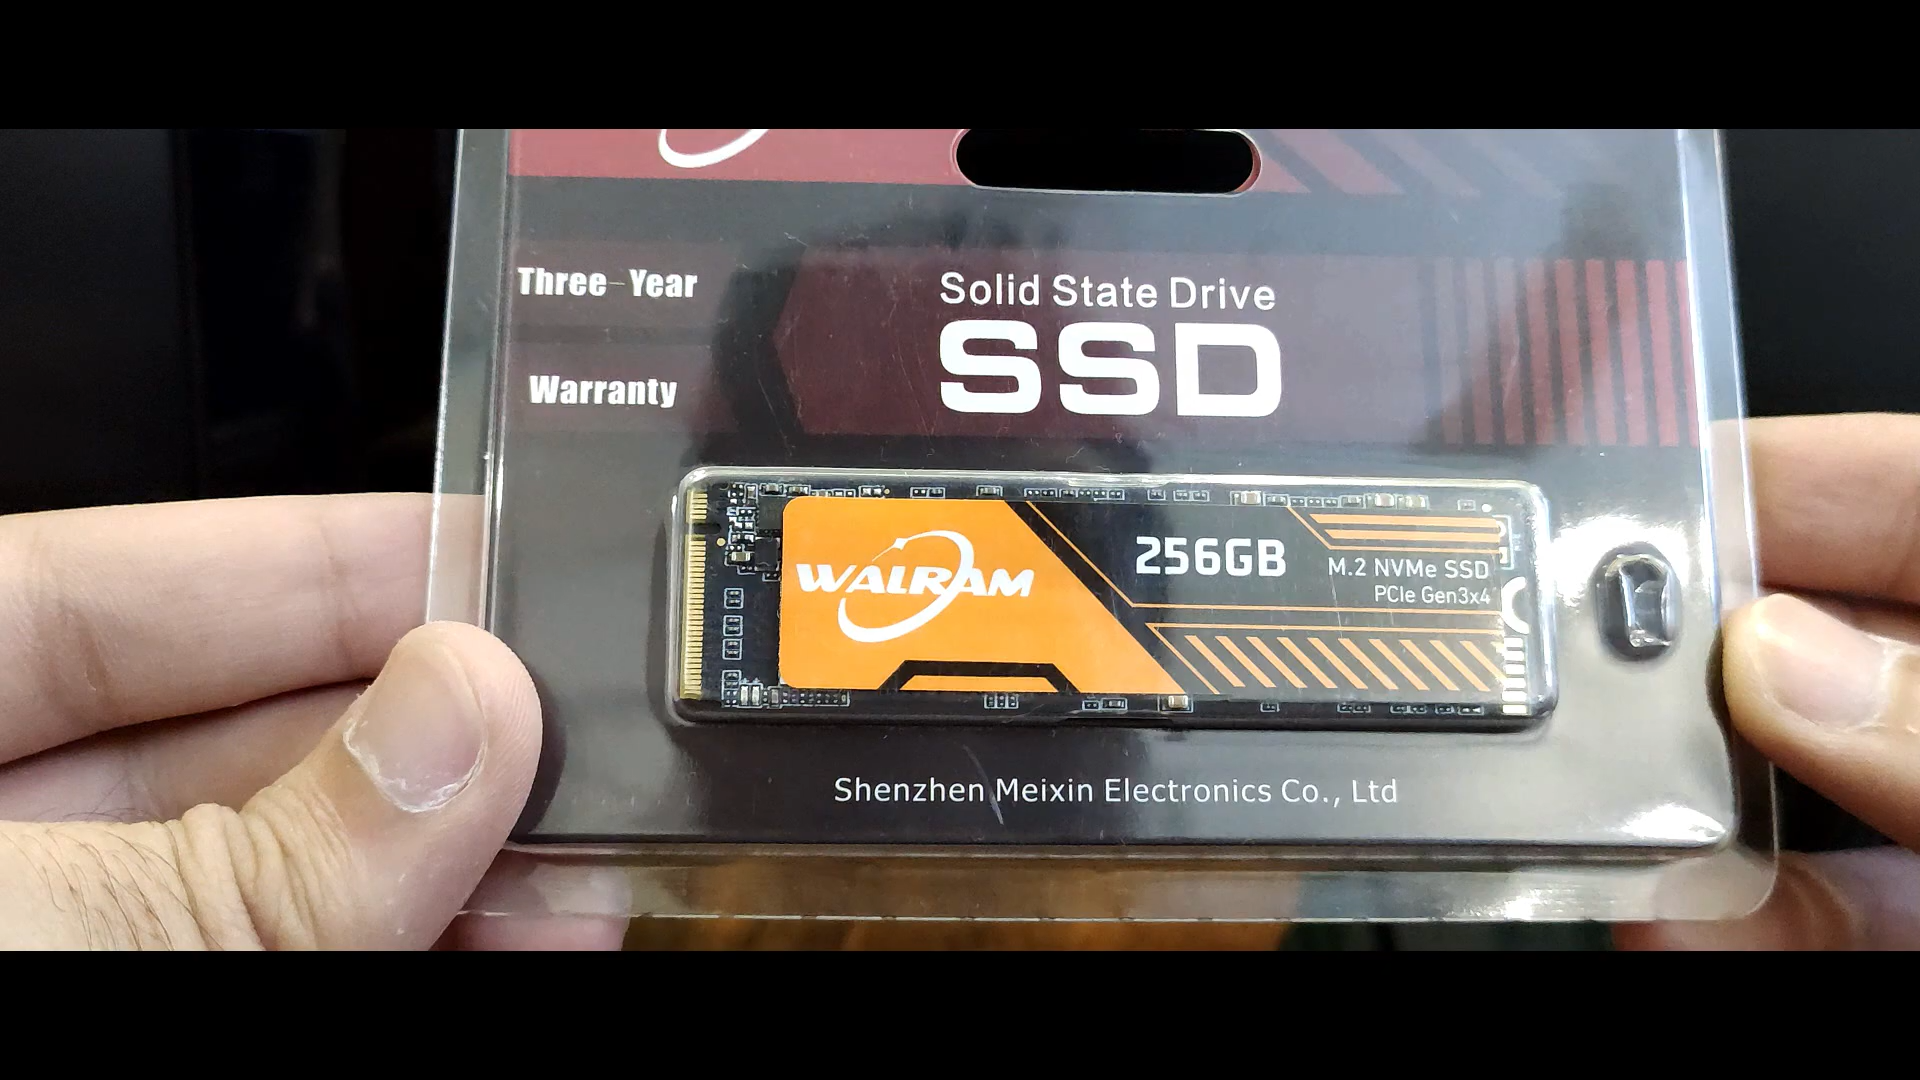 Three-Year
Warranty
Solid State Drive
SSD
WALRAM
256GB
M.2 NVMe SSD
PCIe Gen3x4
Shenzhen Meixin Electronics Co., Ltd